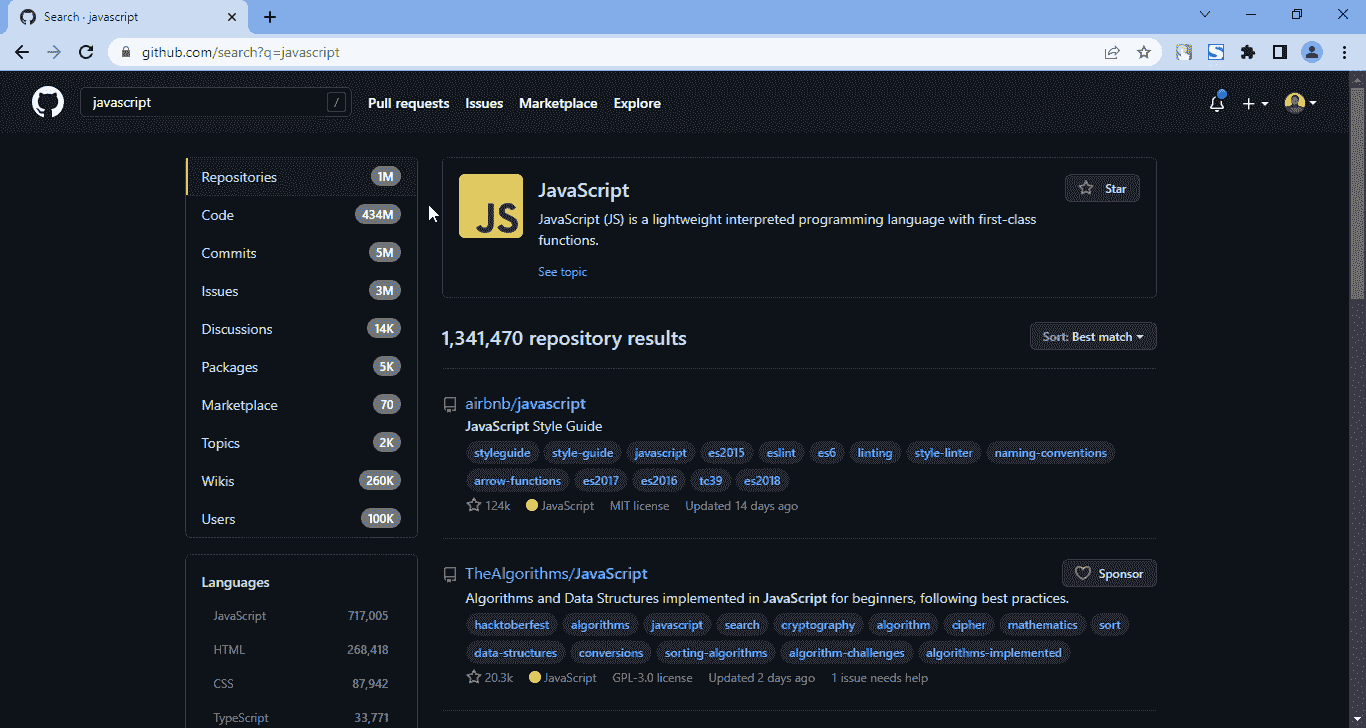 Search · javascript
github.com/search?q=javascript
javascript /
Pull requests Issues Marketplace Explore
Repositories 1M
Code 434M
Commits 5M
Issues 3M
Discussions 14K
Packages 5K
Marketplace 70
Topics 2K
Wikis 260K
Users 100K
Languages
JavaScript 717,005
HTML 268,418
CSS 87,942
TypeScript 33,771
JS
JavaScript
Star
JavaScript (JS) is a lightweight interpreted programming language with first-class
functions.
See topic
1,341,470 repository results
Sort: Best match
airbnb/javascript
JavaScript Style Guide
styleguide style-guide javascript es2015 eslint es6 linting style-linter naming-conventions
arrow-functions es2017 es2016 tc39 es2018
124k JavaScript MIT license Updated 14 days ago
TheAlgorithms/JavaScript
Sponsor
Algorithms and Data Structures implemented in JavaScript for beginners, following best practices.
hacktoberfest algorithms javascript search cryptography algorithm cipher mathematics sort
data-structures conversions sorting-algorithms algorithm-challenges algorithms-implemented
20.3k JavaScript GPL-3.0 license Updated 2 days ago 1 issue needs help